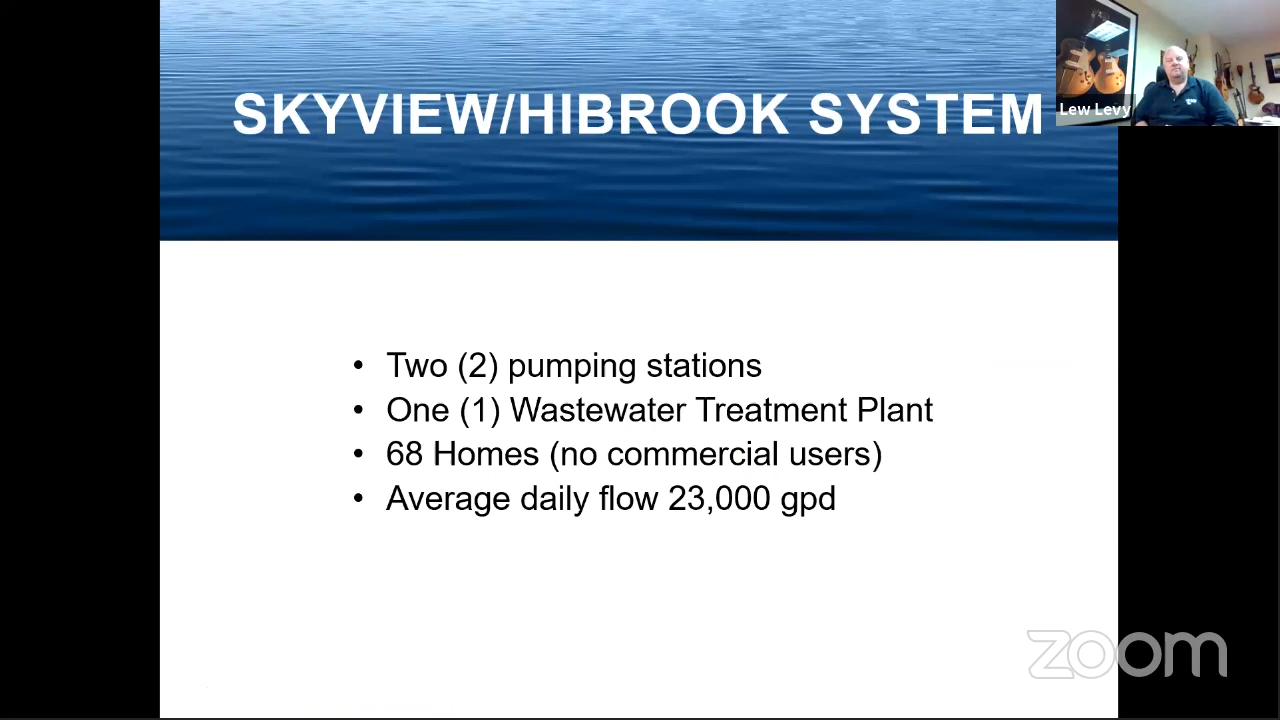 SKYVIEW/HIBROOK SYSTEM
Lew Levy
• Two (2) pumping stations
• One (1) Wastewater Treatment Plant
• 68 Homes (no commercial users)
• Average daily flow 23,000 gpd
zoom